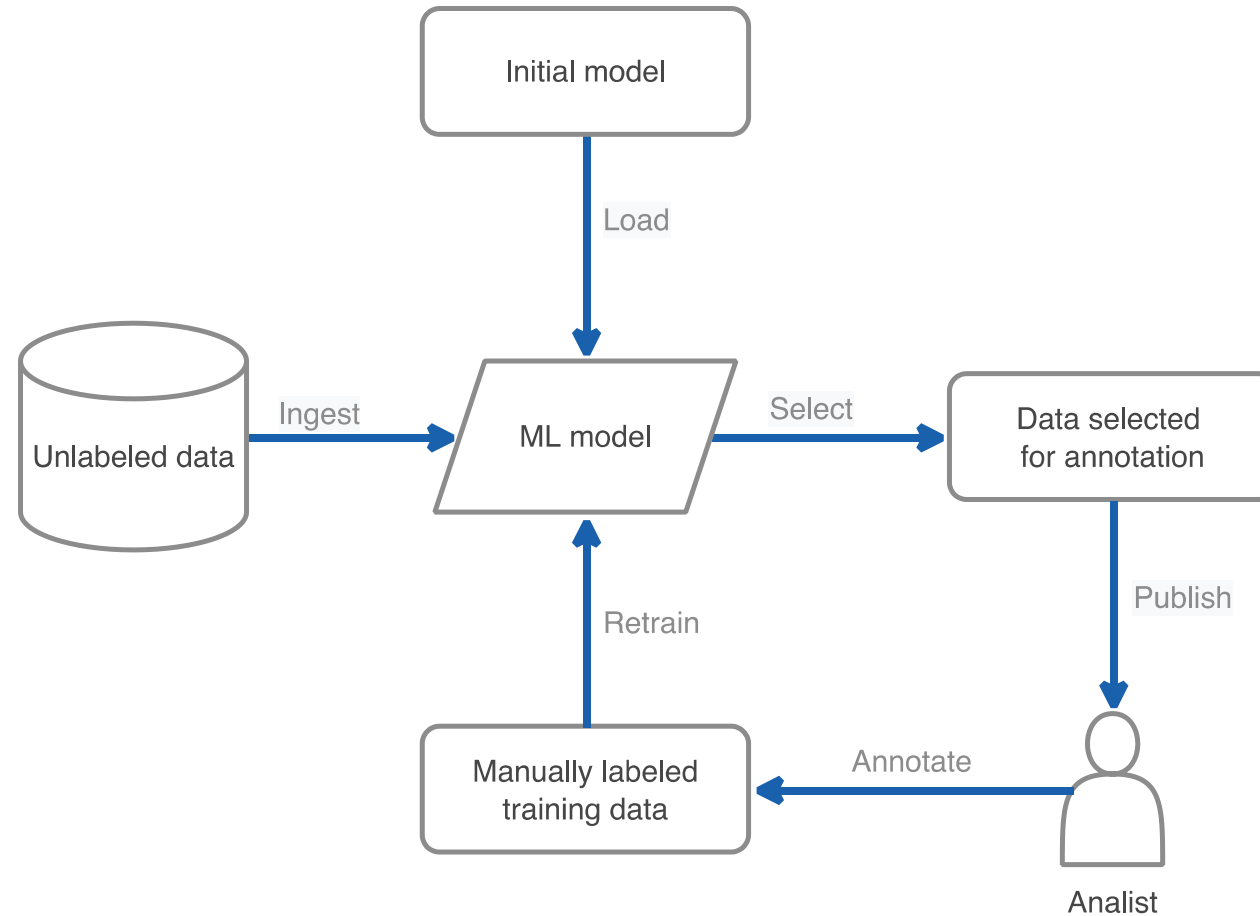 Initial model
Load
Ingest
Unlabeled data
ML model
Select
Data selected
for annotation
Publish
Retrain
Manually labeled
training data
Annotate
Analist